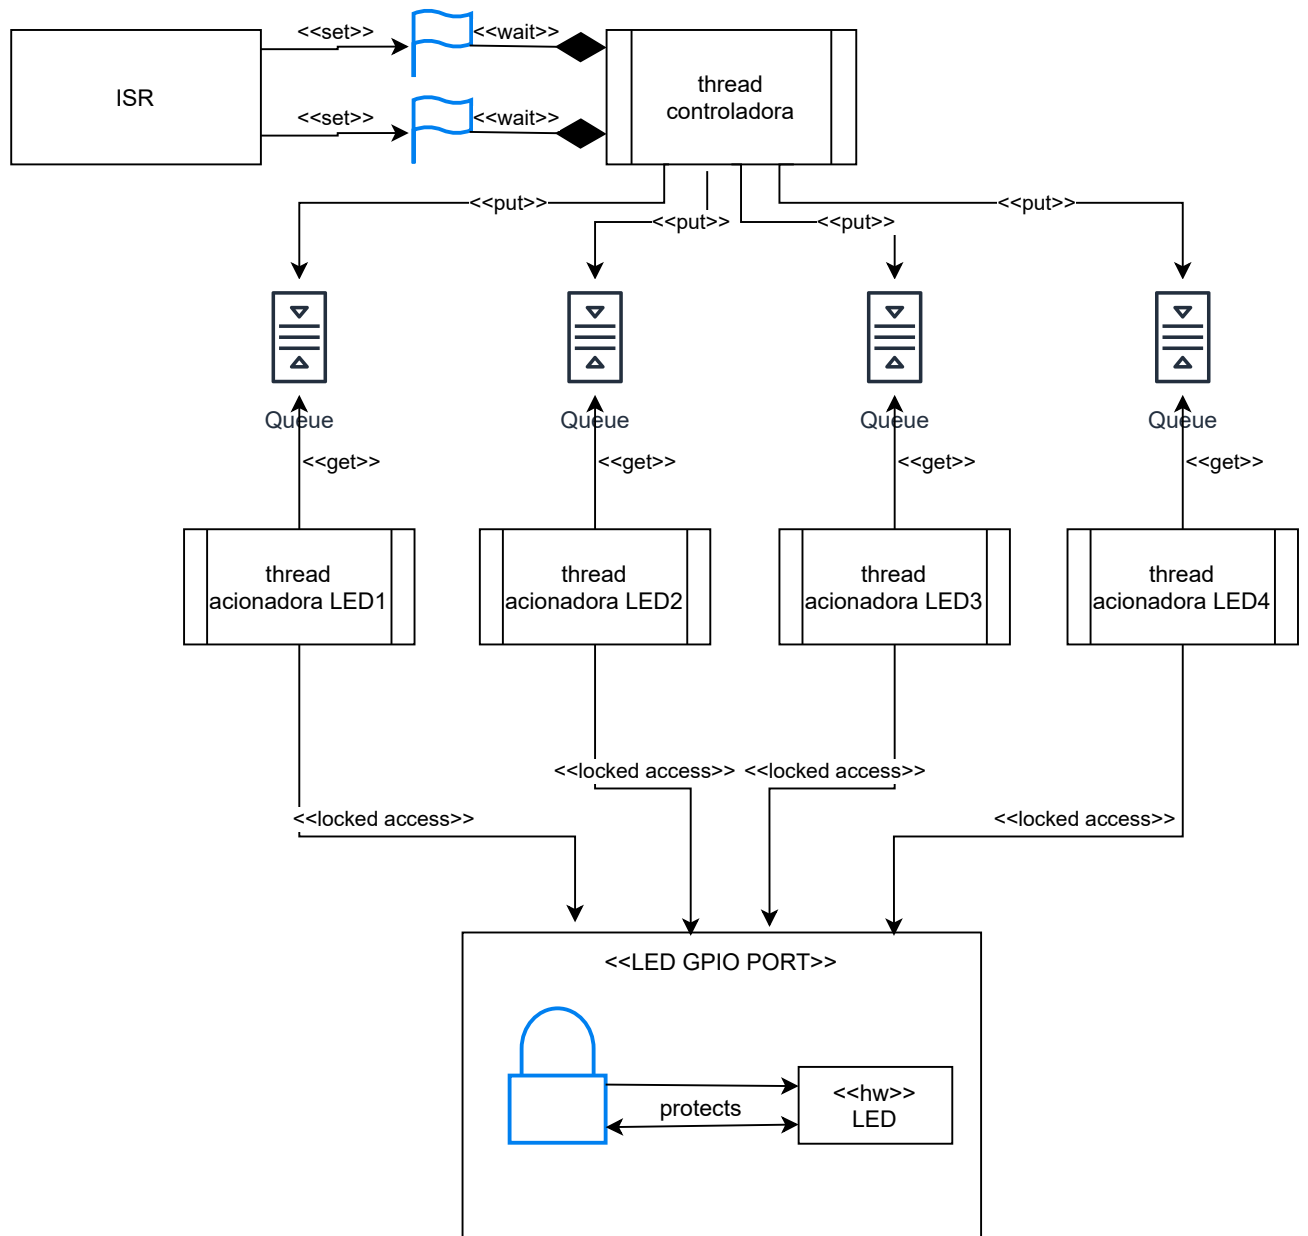 <<set>>
<<wait>>
ISR
thread
controladora
<<set>>
<<wait>>
<<put>>
<<put>>
<<put>>
<<put>>
Queue
Queue
Queue
Queue
<<get>>
<<get>>
<<get>>
<<get>>
thread
acionadora LED1
thread
acionadora LED2
thread
acionadora LED3
thread
acionadora LED4
<<locked access>>
<<locked access>>
<<locked access>>
<<locked access>>
<<LED GPIO PORT>>
protects
<<hw>>
LED